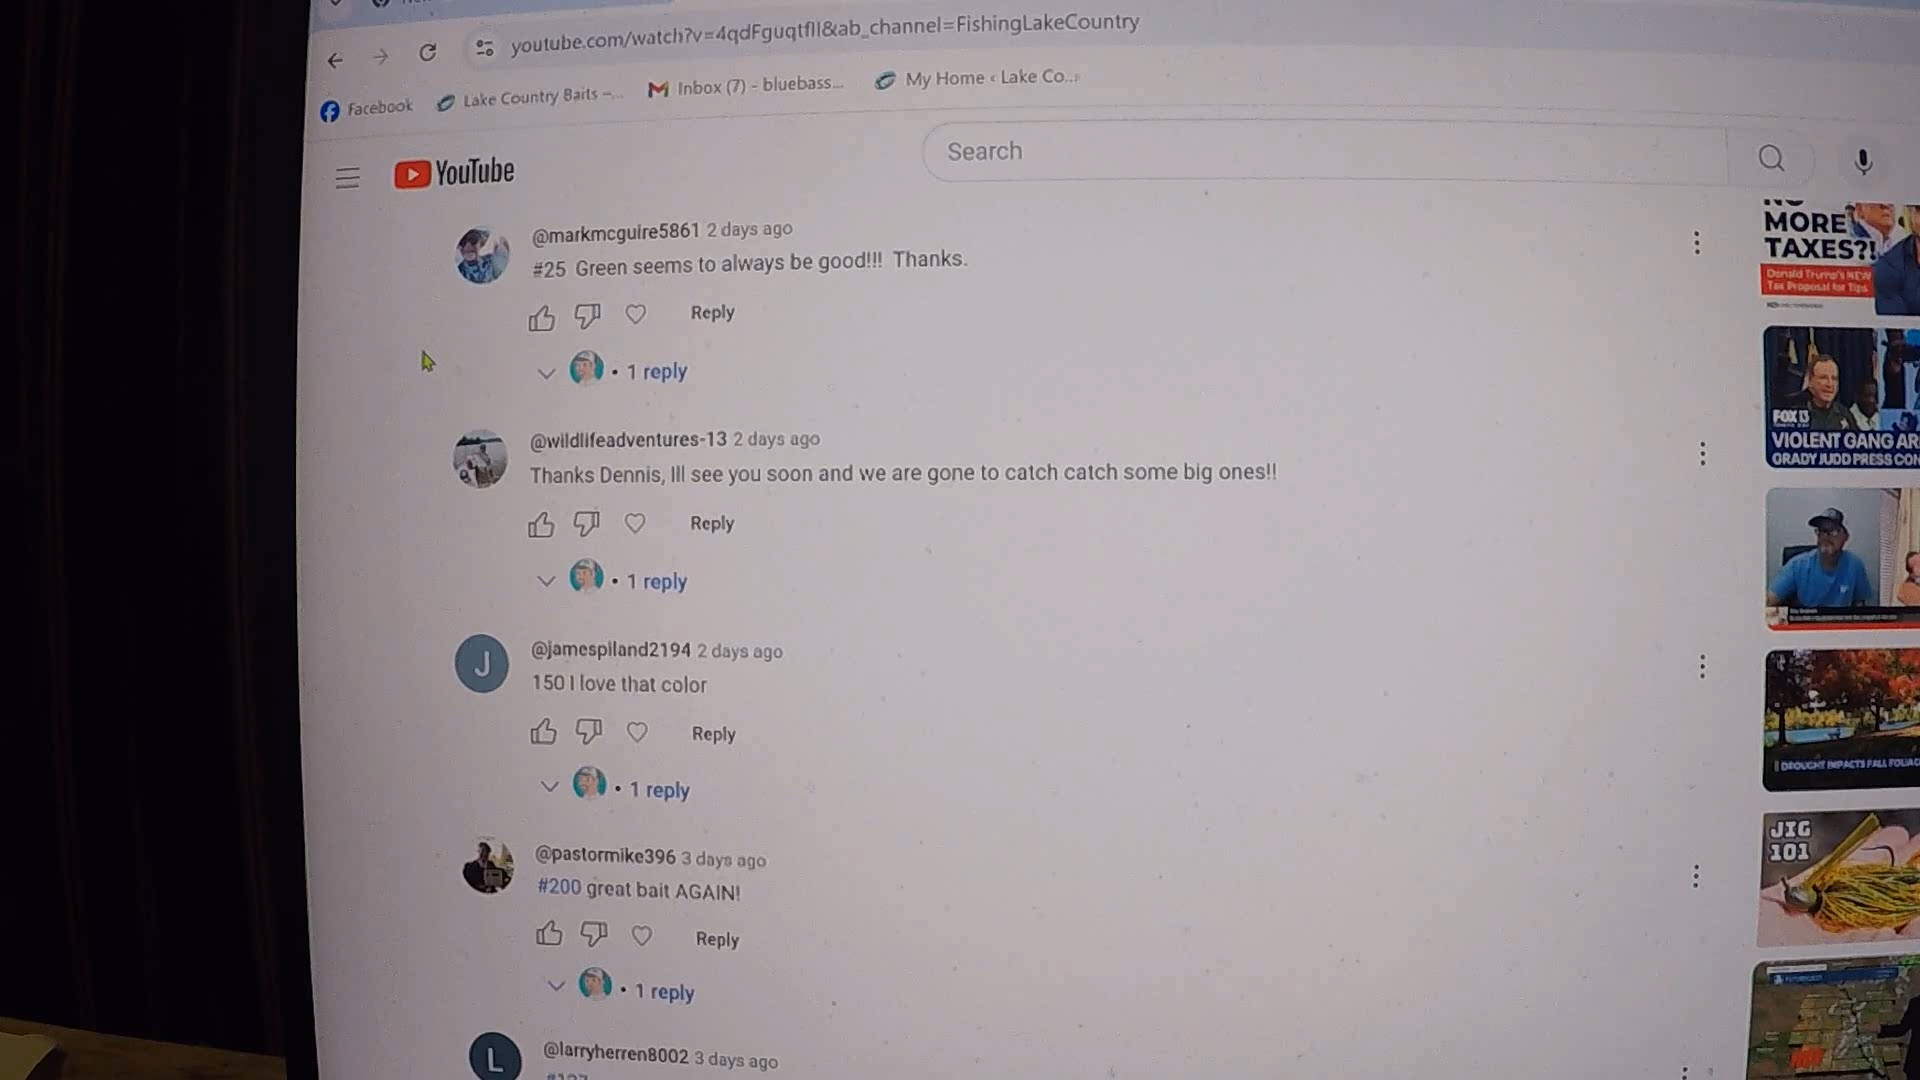 youtube.com/watch?v=4qdFguqtfII&ab_channel=FishingLakeCountry
Facebook
Lake Country Baits –...
Inbox (7) - bluebass...
My Home ‹ Lake Co...
YouTube
Search
@markmcguire5861 2 days ago
#25 Green seems to always be good!!! Thanks.
Reply
• 1 reply
@wildlifeadventures-13 2 days ago
Thanks Dennis, Ill see you soon and we are gone to catch catch some big ones!!
Reply
• 1 reply
J
@jamespiland2194 2 days ago
150 I love that color
Reply
• 1 reply
@pastormike396 3 days ago
#200 great bait AGAIN!
Reply
• 1 reply
L
@larryherren8002 3 days ago
MORE
TAXES?!
Donald Trump's NEW
Tax Proposal for Tips
FOX 13
VIOLENT GANG AR
GRADY JUDD PRESS CON
DROUGHT IMPACTS FALL FOLIAG
JIG
101